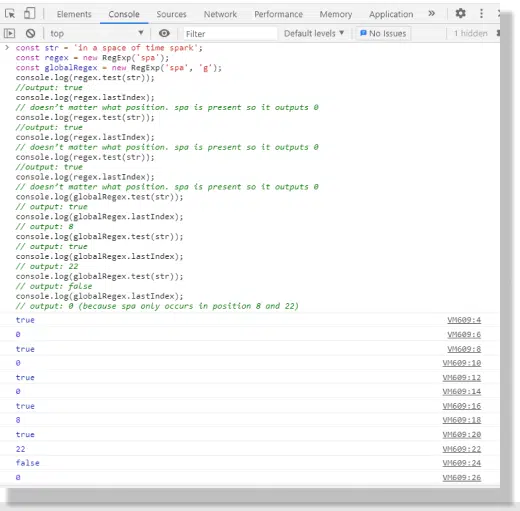 Elements Console Sources Network Performance Memory Application »
top Filter Default levels ▼ No Issues 1 hidden
> const str = 'in a space of time spark';
const regex = new RegExp('spa');
const globalRegex = new RegExp('spa', 'g');
console.log(regex.test(str));
//output: true
console.log(regex.lastIndex);
// doesn't matter what position. spa is present so it outputs 0
console.log(regex.test(str));
//output: true
console.log(regex.lastIndex);
// doesn't matter what position. spa is present so it outputs 0
console.log(regex.test(str));
//output: true
console.log(regex.lastIndex);
// doesn't matter what position. spa is present so it outputs 0
console.log(globalRegex.test(str));
// output: true
console.log(globalRegex.lastIndex);
// output: 8
console.log(globalRegex.test(str));
// output: true
console.log(globalRegex.lastIndex);
// output: 22
console.log(globalRegex.test(str));
// output: false
console.log(globalRegex.lastIndex);
// output: 0 (because spa only occurs in position 8 and 22)
true VM609:4
0 VM609:6
true VM609:8
0 VM609:10
true VM609:12
0 VM609:14
true VM609:16
8 VM609:18
true VM609:20
22 VM609:22
false VM609:24
0 VM609:26